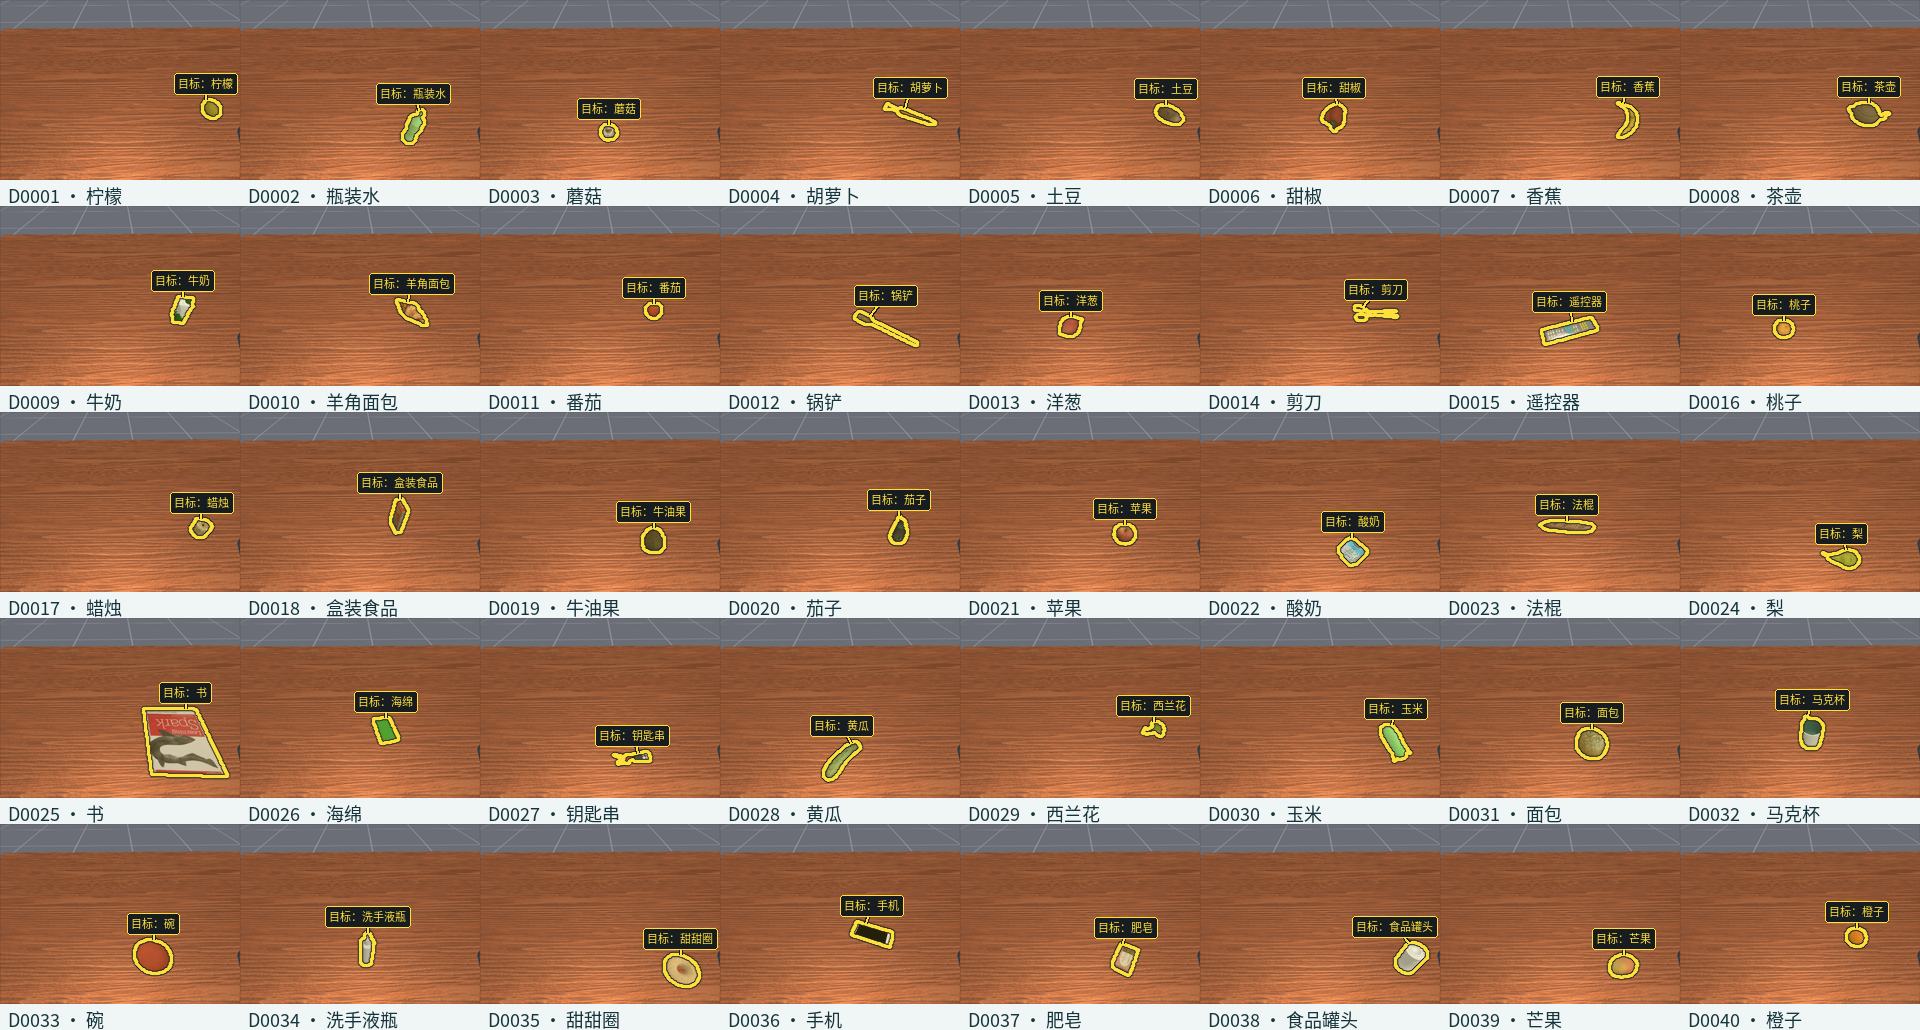 目标：柠檬
目标：瓶装水
目标：蘑菇
目标：胡萝卜
目标：土豆
目标：甜椒
目标：香蕉
目标：茶壶
D0001 · 柠檬
D0002 · 瓶装水
D0003 · 蘑菇
D0004 · 胡萝卜
D0005 · 土豆
D0006 · 甜椒
D0007 · 香蕉
D0008 · 茶壶
目标：牛奶
目标：羊角面包
目标：番茄
目标：锅铲
目标：洋葱
目标：剪刀
目标：遥控器
目标：桃子
D0009 · 牛奶
D0010 · 羊角面包
D0011 · 番茄
D0012 · 锅铲
D0013 · 洋葱
D0014 · 剪刀
D0015 · 遥控器
D0016 · 桃子
目标：蜡烛
目标：盒装食品
目标：牛油果
目标：茄子
目标：苹果
目标：酸奶
目标：法棍
目标：梨
D0017 · 蜡烛
D0018 · 盒装食品
D0019 · 牛油果
D0020 · 茄子
D0021 · 苹果
D0022 · 酸奶
D0023 · 法棍
D0024 · 梨
目标：书
Spark
目标：海绵
目标：钥匙串
目标：黄瓜
目标：西兰花
目标：玉米
目标：面包
目标：马克杯
D0025 · 书
D0026 · 海绵
D0027 · 钥匙串
D0028 · 黄瓜
D0029 · 西兰花
D0030 · 玉米
D0031 · 面包
D0032 · 马克杯
目标：碗
目标：洗手液瓶
目标：甜甜圈
目标：手机
目标：肥皂
目标：食品罐头
目标：芒果
目标：橙子
D0033 · 碗
D0034 · 洗手液瓶
D0035 · 甜甜圈
D0036 · 手机
D0037 · 肥皂
D0038 · 食品罐头
D0039 · 芒果
D0040 · 橙子